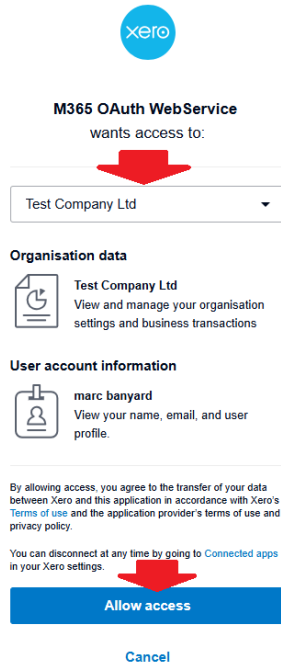 xero
M365 OAuth WebService
wants access to:
Test Company Ltd
Organisation data
Test Company Ltd
View and manage your organisation
settings and business transactions
User account information
marc banyard
View your name, email, and user
profile.
By allowing access, you agree to the transfer of your data
between Xero and this application in accordance with Xero's
Terms of use and the application provider's terms of use and
privacy policy.
You can disconnect at any time by going to Connected apps
in your Xero settings.
Allow access
Cancel